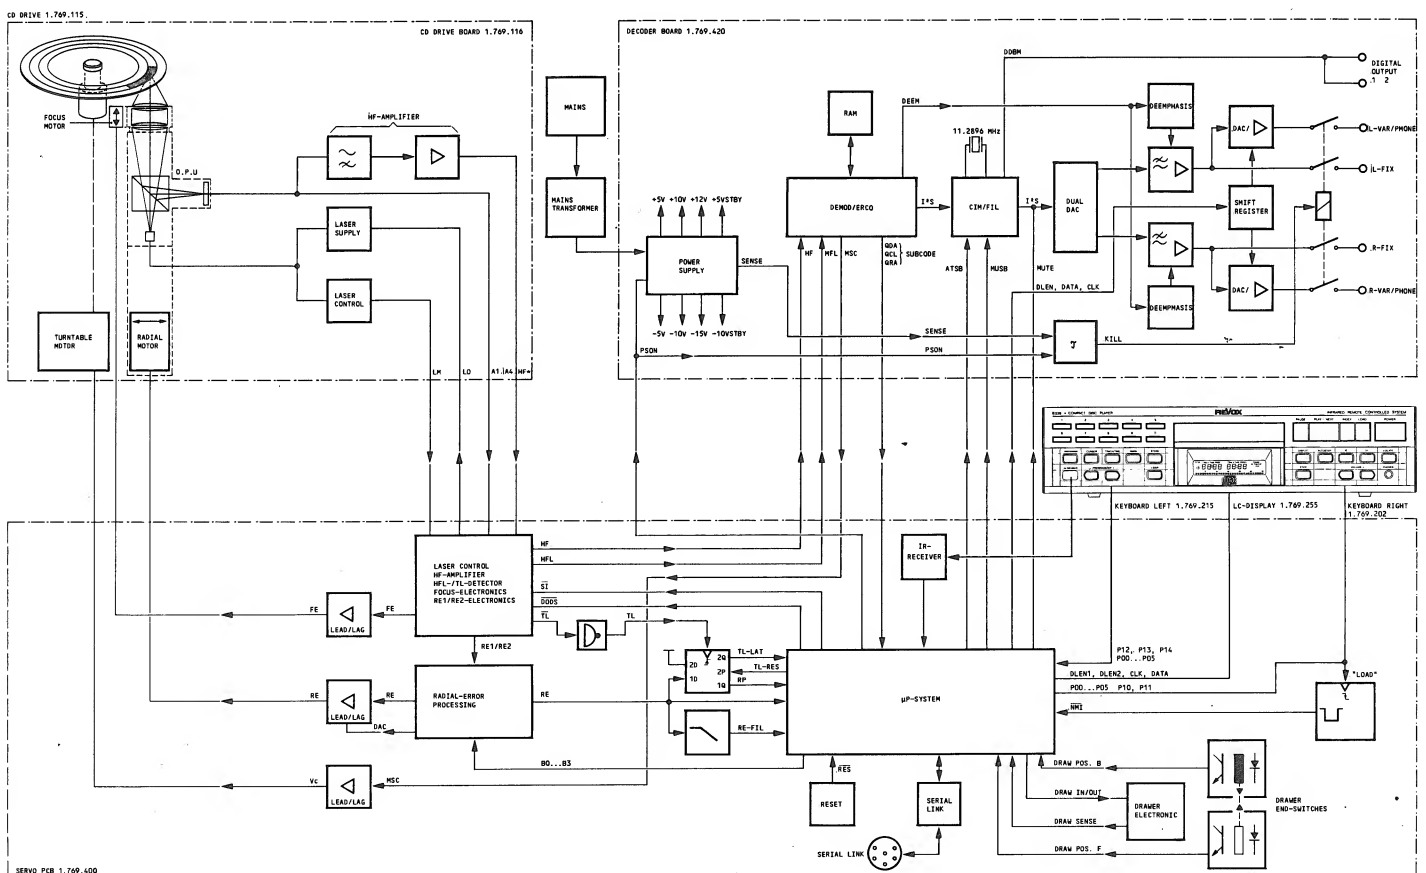 CD DRIVE 1.769.115
CD DRIVE BOARD 1.769.116
FOCUS
MOTOR
O.P.U
HF-AMPLIFIER
LASER
SUPPLY
LASER
CONTROL
TURNTABLE
MOTOR
RADIAL
MOTOR
LM
LO
A1..A4
HF~
MAINS
MAINS
TRANSFORMER
DECODER BOARD 1.769.420
+5V +10V +12V +5VSTBY
POWER
SUPPLY
-5V -10V -15V -10VSTBY
SENSE
PSON
RAM
DEEM
DDBM
11.2896 MHz
DEMOD/ERCO
I²S
CIM/FIL
I²S
DUAL
DAC
HF
MFL
MSC
QDA
QCL
QRA
SUBCODE
ATSB
MUSB
MUTE
DLEN, DATA, CLK
SENSE
PSON
KILL
DEEMPHASIS
DAC/
SHIFT
REGISTER
DAC/
DEEMPHASIS
DIGITAL
OUTPUT
1 2
L-VAR/PHONE
L-FIX
R-FIX
R-VAR/PHONE
COMPACT DISC PLAYER
REVOX
INFRARED REMOTE CONTROLLED SYSTEM
KEYBOARD LEFT 1.769.215
LC-DISPLAY 1.769.255
KEYBOARD RIGHT
1.769.202
LASER CONTROL
HF-AMPLIFIER
HFL-/TL-DETECTOR
FOCUS-ELECTRONICS
RE1/RE2-ELECTRONICS
HF
HFL
SI
DODS
TL
TL
FE
LEAD/LAG
FE
RE1/RE2
RE
LEAD/LAG
RE
DAC
RADIAL-ERROR
PROCESSING
RE
2D
1D
2Q
2P
1Q
TL-LAT
TL-RES
RP
RE-FIL
B0...B3
Vc
LEAD/LAG
MSC
IR-
RECEIVER
µP-SYSTEM
P12, P13, P14
P00...P05
DLEN1, DLEN2, CLK, DATA
P00...P05 P10, P11
NMI
"LOAD"
RES
RESET
SERIAL
LINK
SERIAL LINK
DRAW POS. B
DRAW IN/OUT
DRAW SENSE
DRAW POS. F
DRAWER
ELECTRONIC
DRAWER
END-SWITCHES
SERVO PCB 1.769.400